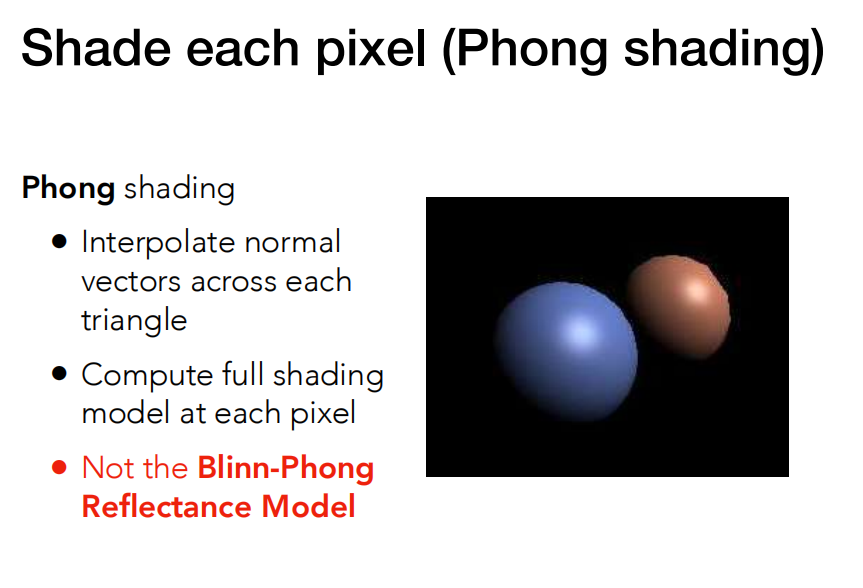 Shade each pixel (Phong shading)
Phong shading
• Interpolate normal
vectors across each
triangle
• Compute full shading
model at each pixel
• Not the Blinn-Phong
Reflectance Model